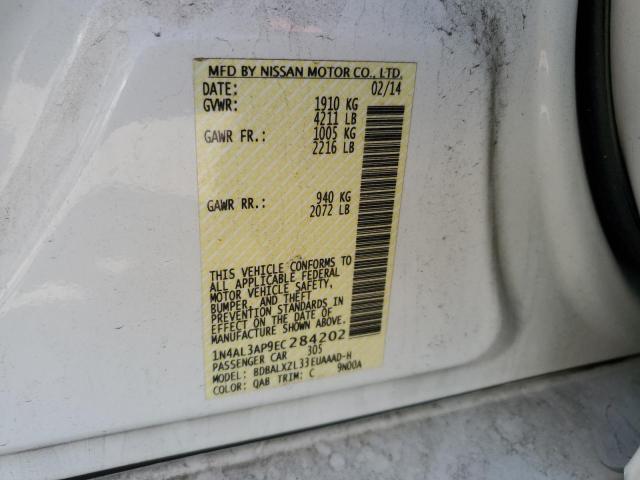 MFD BY NISSAN MOTOR CO., LTD.
DATE: 02/14
GVWR: 1910 KG
4211 LB
GAWR FR.: 1005 KG
2216 LB
GAWR RR.: 940 KG
2072 LB
THIS VEHICLE CONFORMS TO
ALL APPLICABLE FEDERAL
MOTOR VEHICLE SAFETY,
BUMPER, AND THEFT
PREVENTION STANDARDS IN
EFFECT ON THE DATE OF
MANUFACTURE SHOWN ABOVE.
1N4AL3AP9EC284202
PASSENGER CAR 305
MODEL: BDBALXZL33EUAAAD-H
COLOR: QAB TRIM: C 9N00A